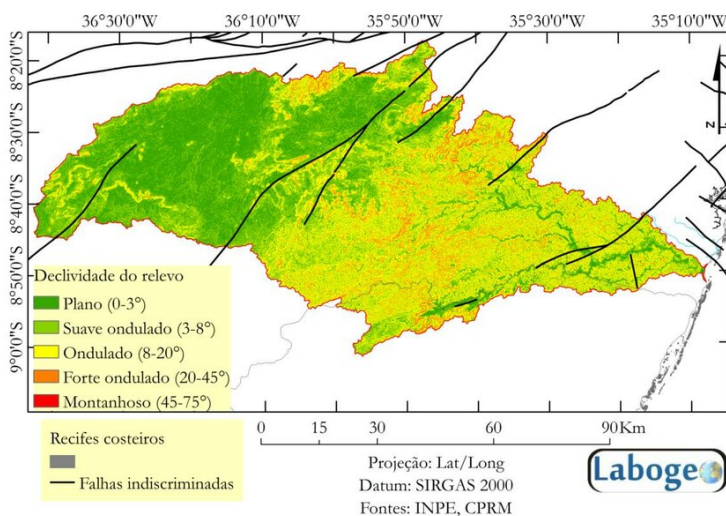 36°30'0"W 36°10'0"W 35°50'0"W 35°30'0"W 35°10'0"W
8°20'0"S
8°30'0"S
8°40'0"S
8°50'0"S
9°0'0"S
N
Declividade do relevo
Plano (0-3°)
Suave ondulado (3-8°)
Ondulado (8-20°)
Forte ondulado (20-45°)
Montanhoso (45-75°)
Recifes costeiros
Falhas indiscriminadas
0 15 30 60 90 Km
Projeção: Lat/Long
Datum: SIRGAS 2000
Fontes: INPE, CPRM
Laboge